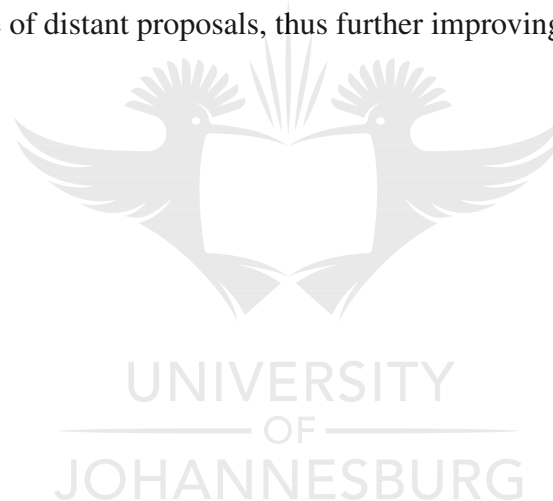 of distant proposals, thus further improving
UNIVERSITY
OF
JOHANNESBURG